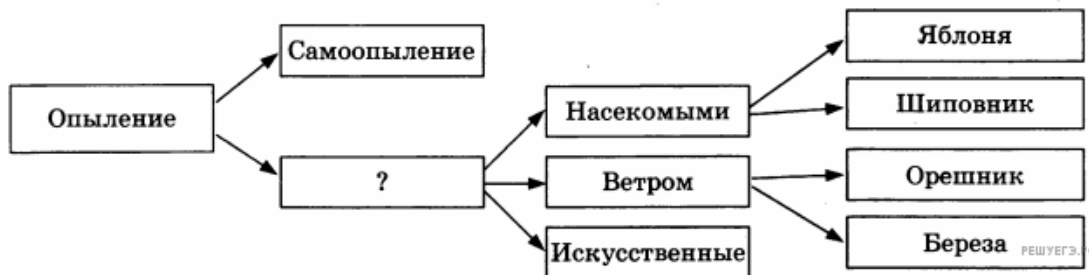 Опыление
Самоопыление
?
Насекомыми
Ветром
Искусственные
Яблоня
Шиповник
Орешник
Береза